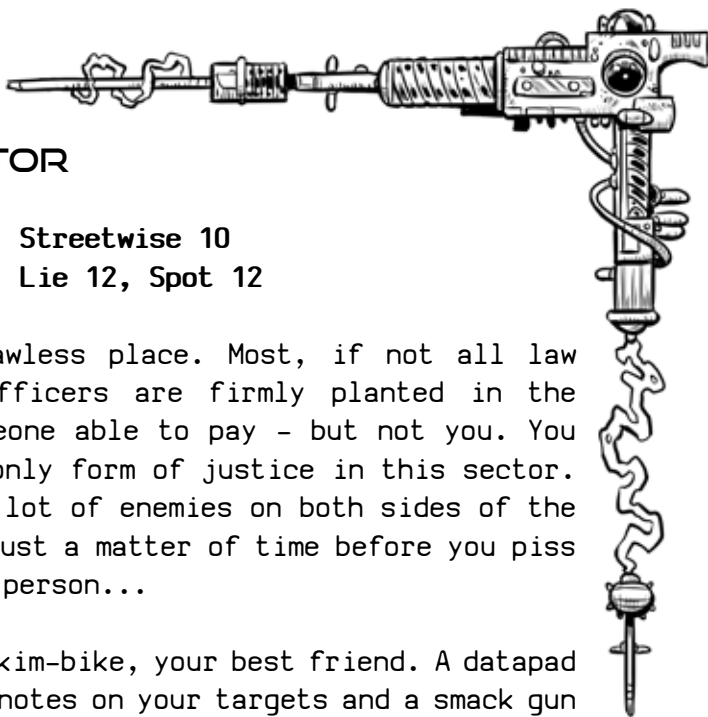 TOR
Streetwise 10
Lie 12, Spot 12
awless place. Most, if not all law
fficers are firmly planted in the
eone able to pay – but not you. You
only form of justice in this sector.
lot of enemies on both sides of the
ust a matter of time before you piss
person...
kim-bike, your best friend. A datapad
notes on your targets and a smack gun